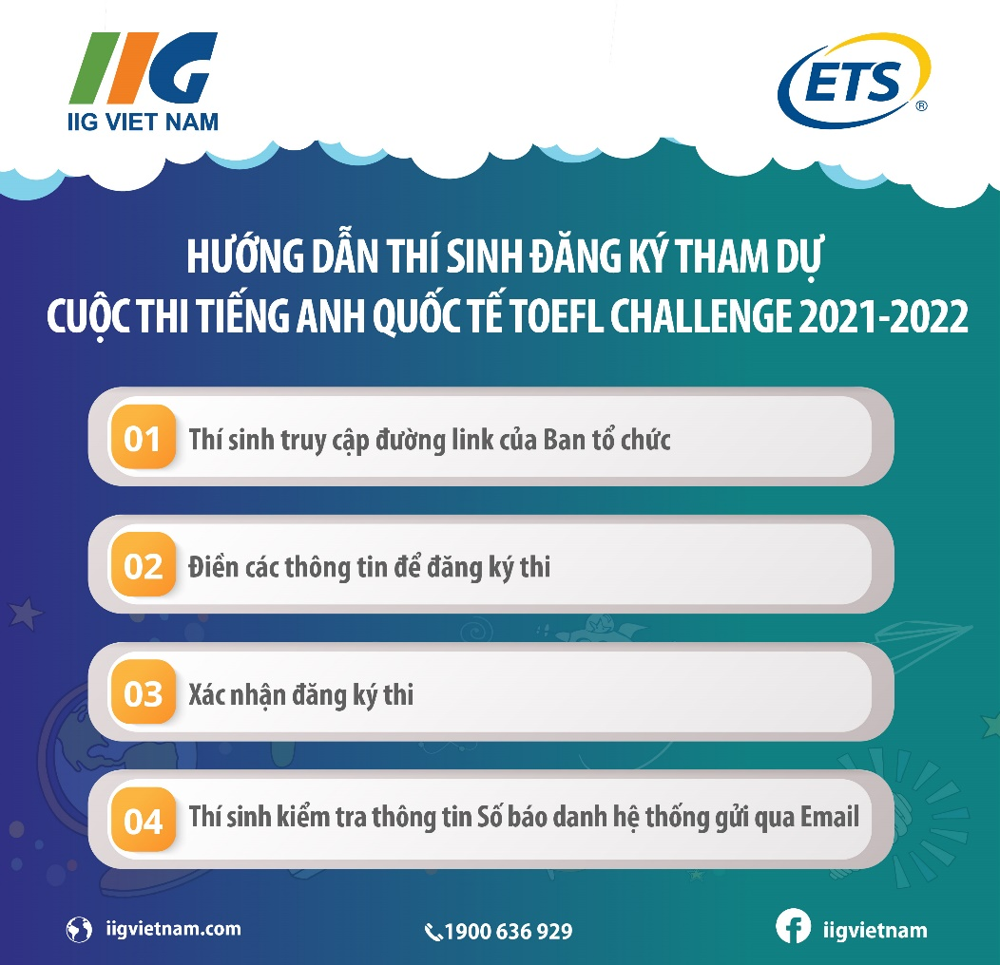 IIG
IIG VIET NAM
ETS
®
HƯỚNG DẪN THÍ SINH ĐĂNG KÝ THAM DỰ
CUỘC THI TIẾNG ANH QUỐC TẾ TOEFL CHALLENGE 2021-2022
01 Thí sinh truy cập đường link của Ban tổ chức
02 Điền các thông tin để đăng ký thi
03 Xác nhận đăng ký thi
04 Thí sinh kiểm tra thông tin Số báo danh hệ thống gửi qua Email
iigvietnam.com 1900 636 929 iigvietnam